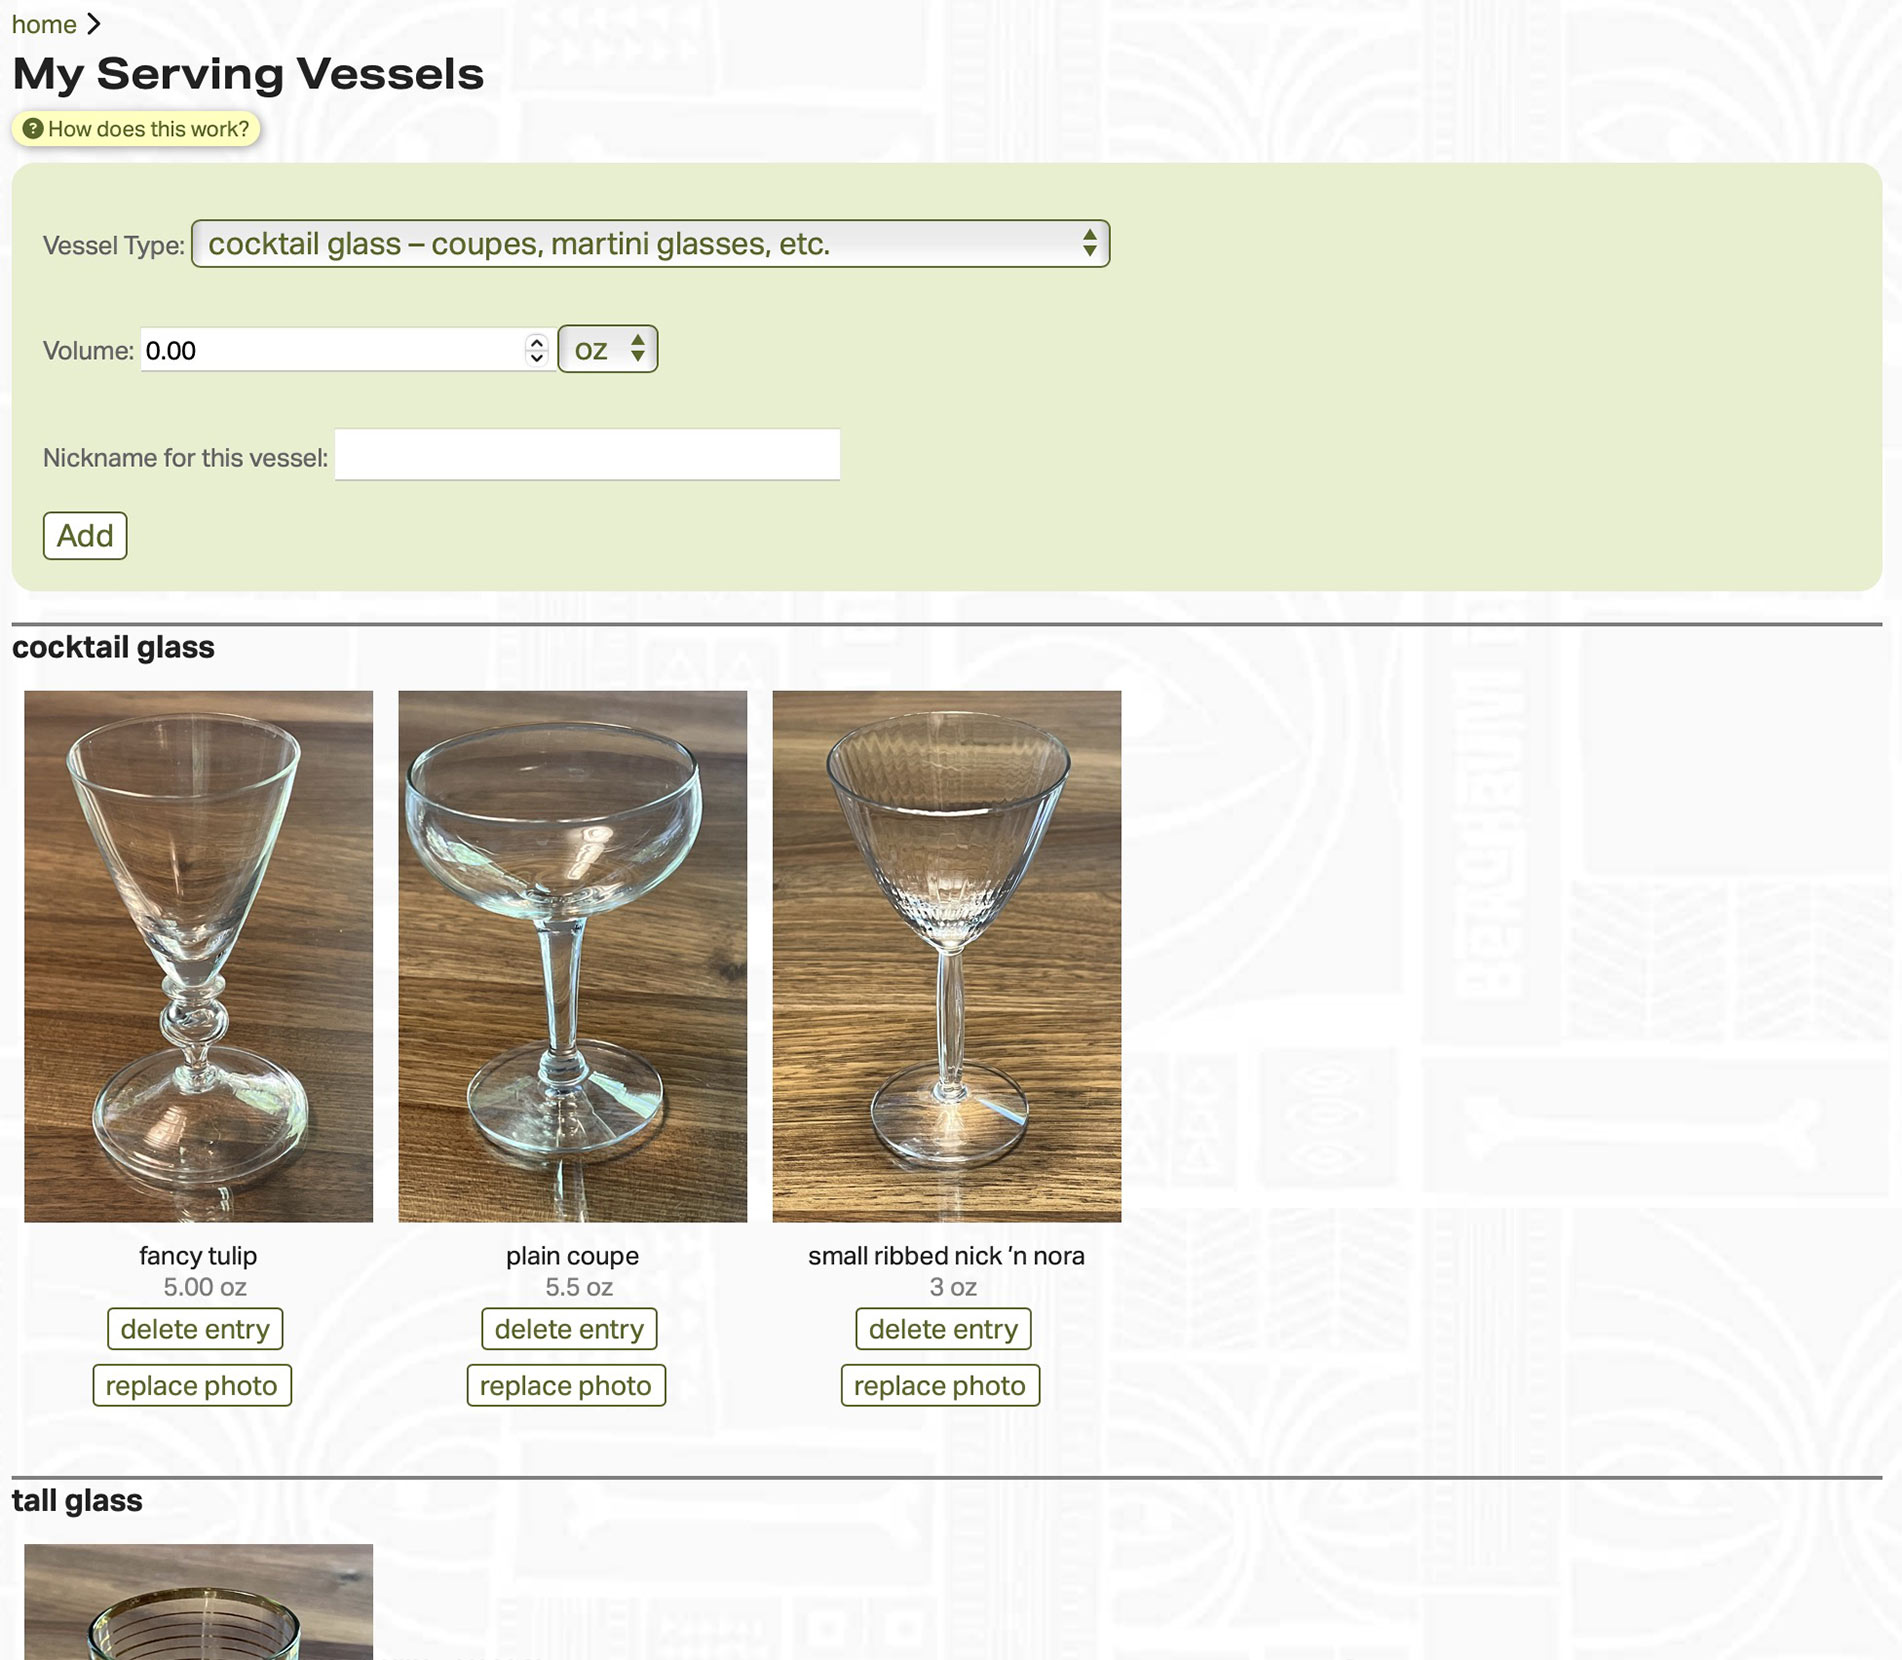 home
My Serving Vessels
? How does this work?
Vessel Type: cocktail glass – coupes, martini glasses, etc.
Volume: 0.00 oz
Nickname for this vessel:
Add
cocktail glass
fancy tulip
5.00 oz
delete entry
replace photo
plain coupe
5.5 oz
delete entry
replace photo
small ribbed nick ’n nora
3 oz
delete entry
replace photo
tall glass